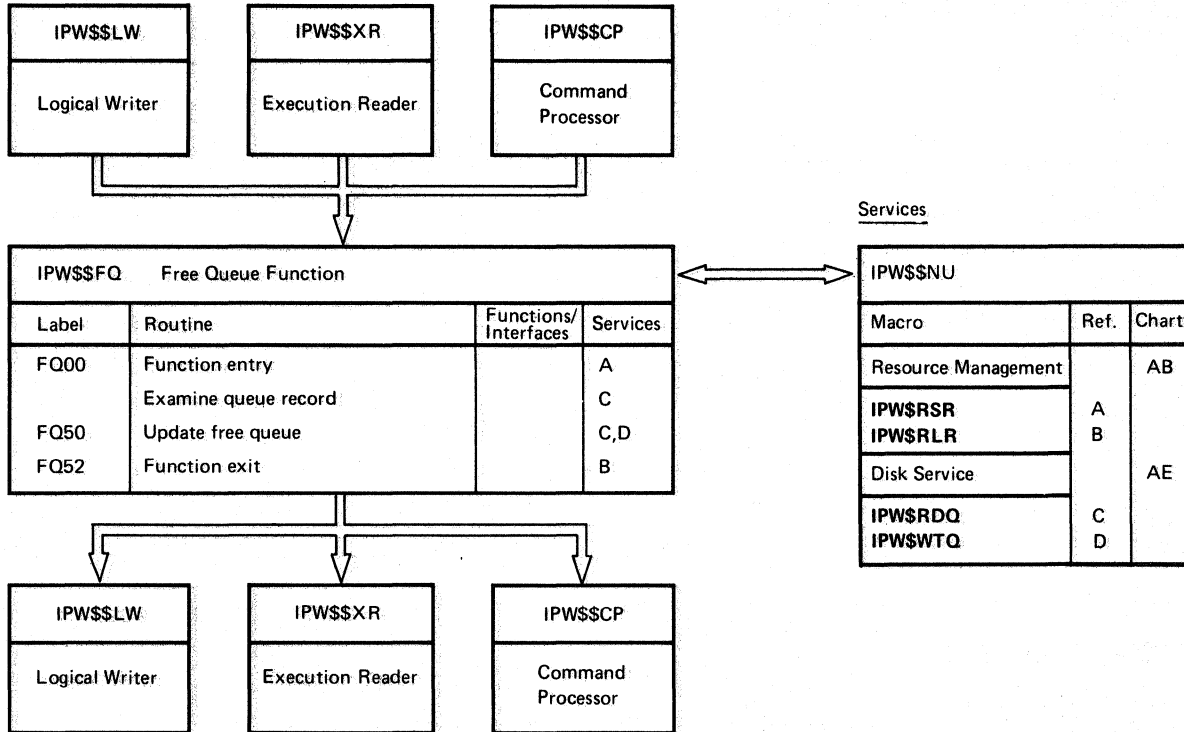 IPW$$LW IPW$$XR IPW$$CP
Logical Writer Execution Reader Command
Processor
Services
IPW$$FQ Free Queue Function IPW$$NU
Label Routine Functions/
Interfaces Services
Macro Ref. Chart
FQ00 Function entry A
Resource Management AB
Examine queue record C
IPW$RSR A
FQ50 Update free queue C,D
IPW$RLR B
FQ52 Function exit B
Disk Service AE
IPW$RDQ C
IPW$WTQ D
IPW$$LW IPW$$XR IPW$$CP
Logical Writer Execution Reader Command
Processor